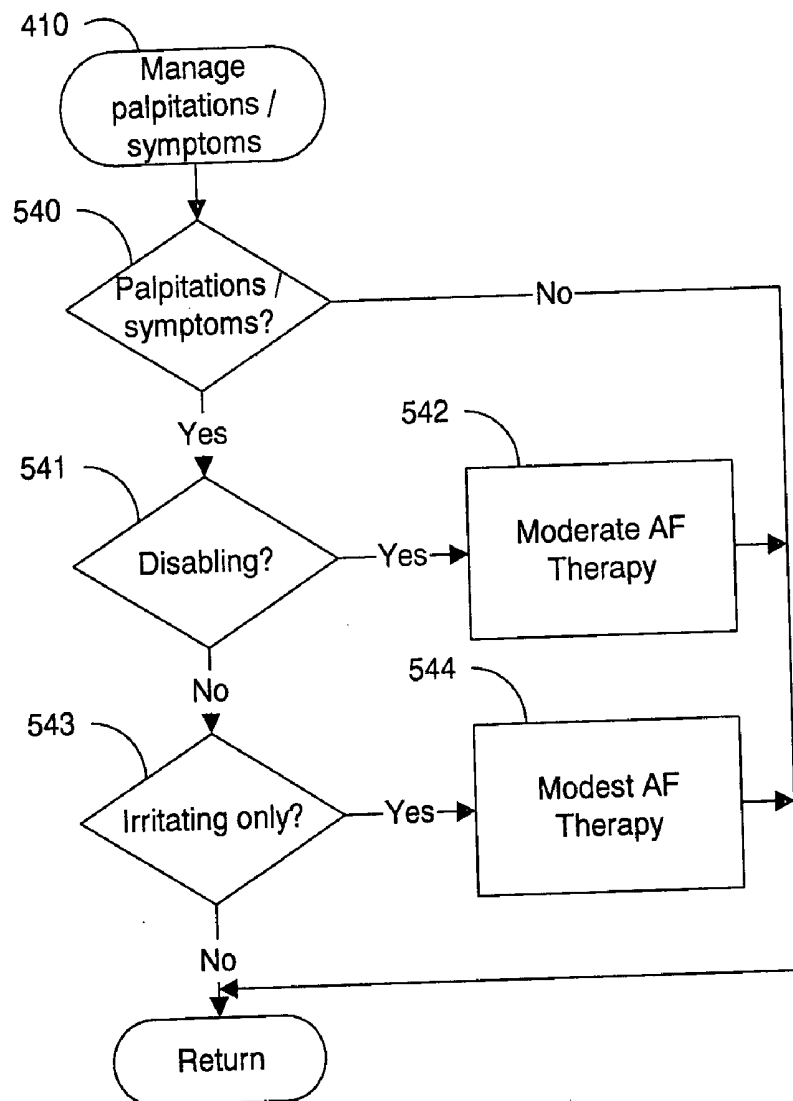 410
Manage
palpitations /
symptoms
540
Palpitations /
symptoms?
No
Yes
541
Disabling?
Yes
542
Moderate AF
Therapy
No
543
Irritating only?
Yes
544
Modest AF
Therapy
No
Return